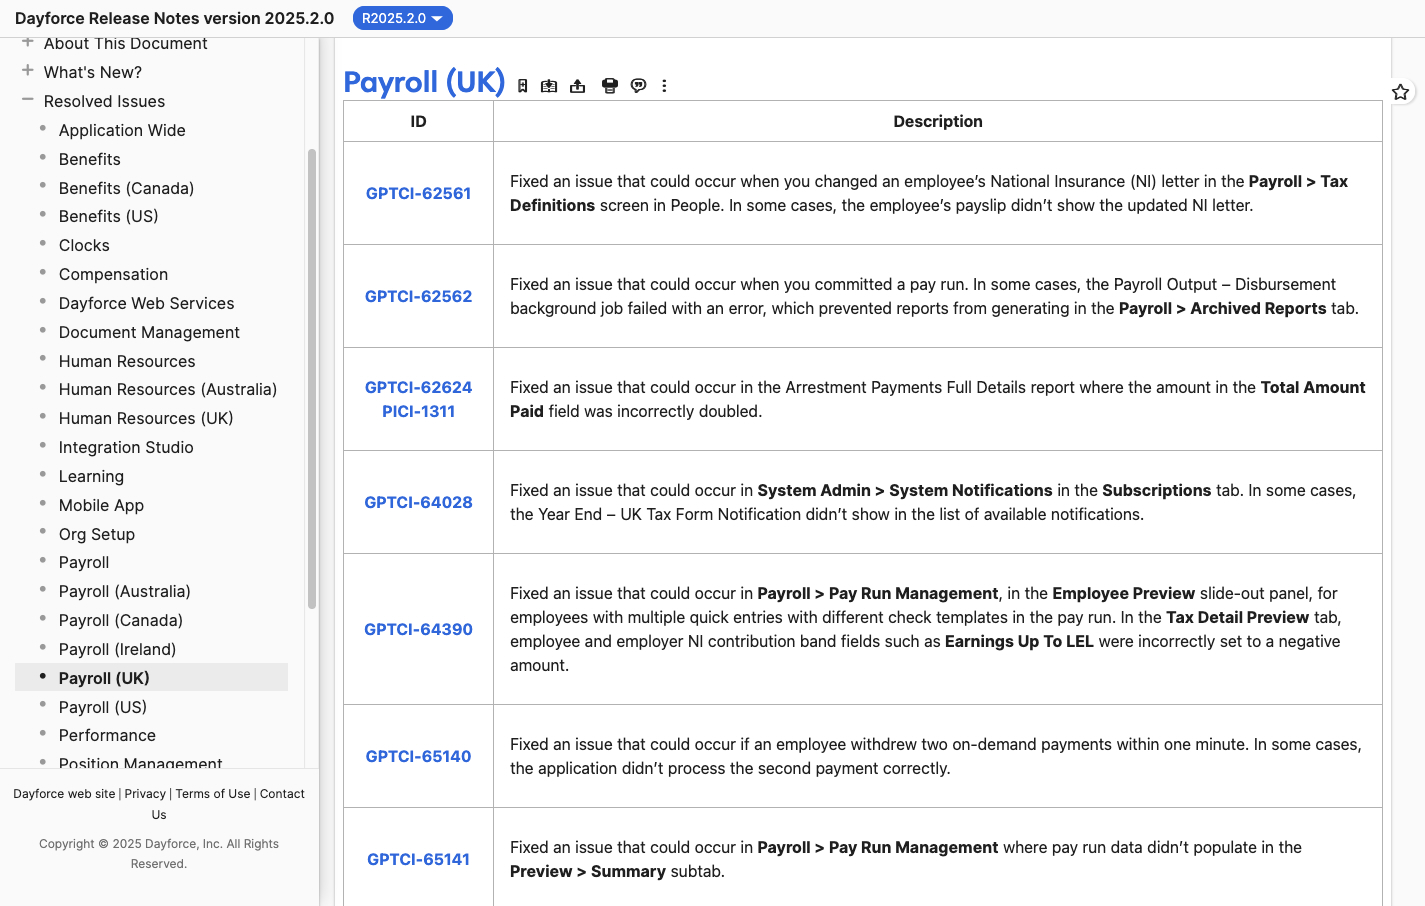 Dayforce Release Notes version 2025.2.0
R2025.2.0
About This Document
What's New?
Resolved Issues
Application Wide
Benefits
Benefits (Canada)
Benefits (US)
Clocks
Compensation
Dayforce Web Services
Document Management
Human Resources
Human Resources (Australia)
Human Resources (UK)
Integration Studio
Learning
Mobile App
Org Setup
Payroll
Payroll (Australia)
Payroll (Canada)
Payroll (Ireland)
Payroll (UK)
Payroll (US)
Performance
Position Management
Dayforce web site | Privacy | Terms of Use | Contact
Us
Copyright © 2025 Dayforce, Inc. All Rights
Reserved.
Payroll (UK)
ID
Description
GPTCI-62561
Fixed an issue that could occur when you changed an employee’s National Insurance (NI) letter in the Payroll > Tax
Definitions screen in People. In some cases, the employee’s payslip didn’t show the updated NI letter.
GPTCI-62562
Fixed an issue that could occur when you committed a pay run. In some cases, the Payroll Output – Disbursement
background job failed with an error, which prevented reports from generating in the Payroll > Archived Reports tab.
GPTCI-62624
PICI-1311
Fixed an issue that could occur in the Arrestment Payments Full Details report where the amount in the Total Amount
Paid field was incorrectly doubled.
GPTCI-64028
Fixed an issue that could occur in System Admin > System Notifications in the Subscriptions tab. In some cases,
the Year End – UK Tax Form Notification didn’t show in the list of available notifications.
GPTCI-64390
Fixed an issue that could occur in Payroll > Pay Run Management, in the Employee Preview slide-out panel, for
employees with multiple quick entries with different check templates in the pay run. In the Tax Detail Preview tab,
employee and employer NI contribution band fields such as Earnings Up To LEL were incorrectly set to a negative
amount.
GPTCI-65140
Fixed an issue that could occur if an employee withdrew two on-demand payments within one minute. In some cases,
the application didn’t process the second payment correctly.
GPTCI-65141
Fixed an issue that could occur in Payroll > Pay Run Management where pay run data didn’t populate in the
Preview > Summary subtab.